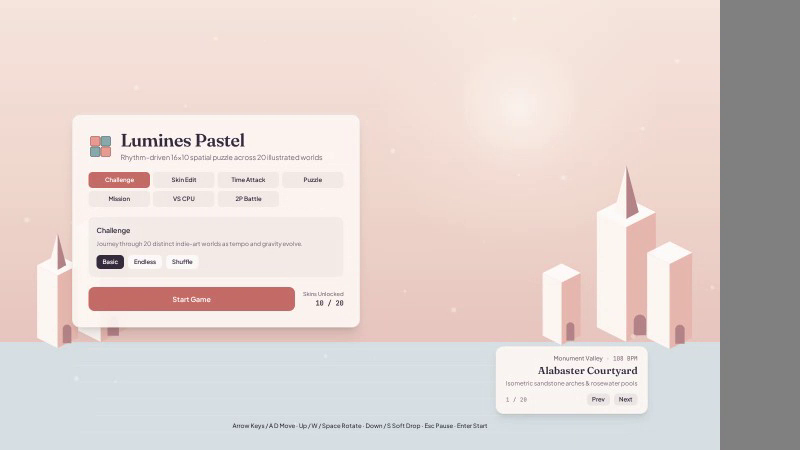 Lumines Pastel
Rhythm-driven 16×10 spatial puzzle across 20 illustrated worlds
Challenge
Skin Edit
Time Attack
Puzzle
Mission
VS CPU
2P Battle
Challenge
Journey through 20 distinct indie-art worlds as tempo and gravity evolve.
Basic
Endless
Shuffle
Start Game
Skins Unlocked
10 / 20
Monument Valley · 108 BPM
Alabaster Courtyard
Isometric sandstone arches & rosewater pools
1 / 20
Prev
Next
Arrow Keys / A D Move · Up / W / Space Rotate · Down / S Soft Drop · Esc Pause · Enter Start